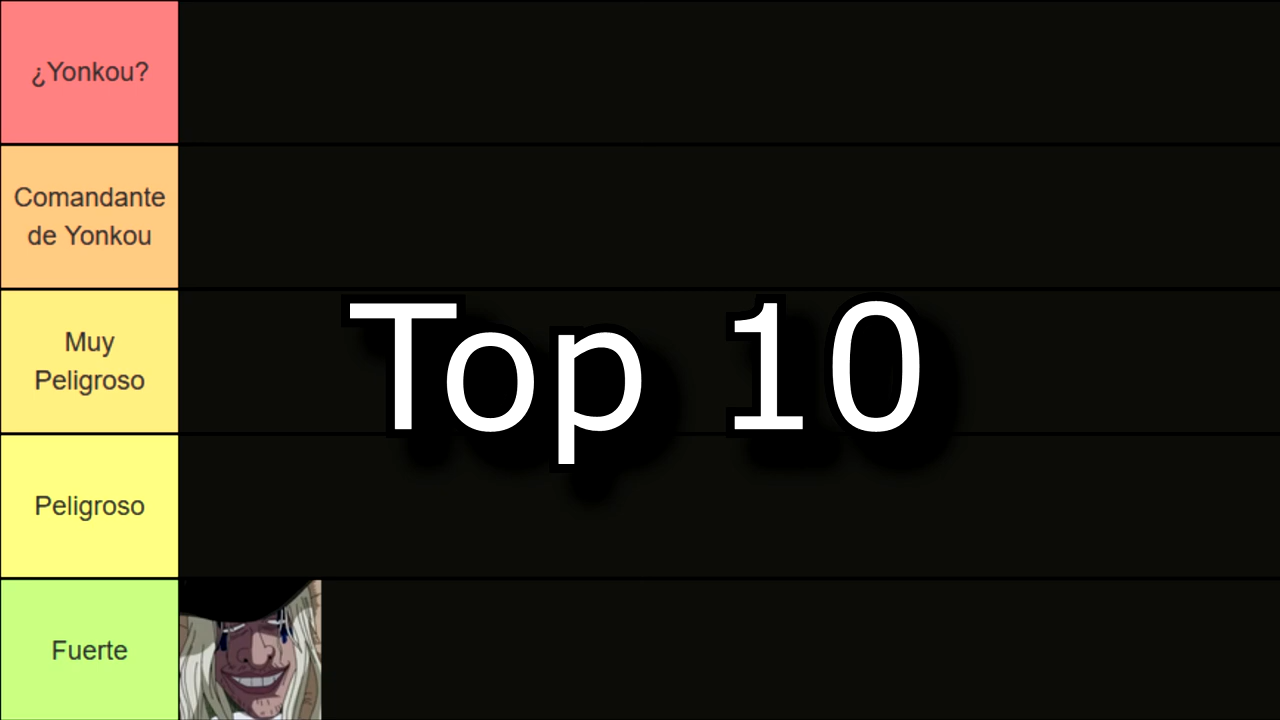 ¿Yonkou?
Comandante
de Yonkou
Muy
Peligroso
Top 10
Peligroso
Fuerte